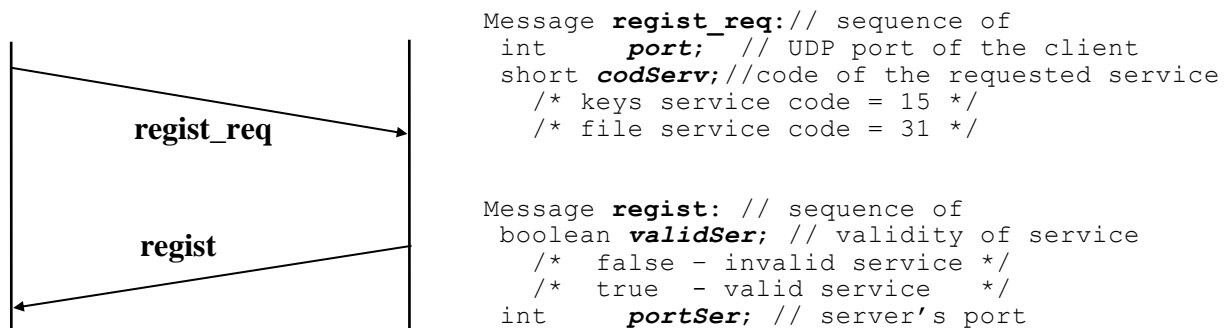 Message regist_req:// sequence of
int port; // UDP port of the client
short codServ;//code of the requested service
/* keys service code = 15 */
/* file service code = 31 */
regist_req
Message regist: // sequence of
boolean validSer; // validity of service
/* false – invalid service */
/* true - valid service */
int portSer; // server’s port
regist